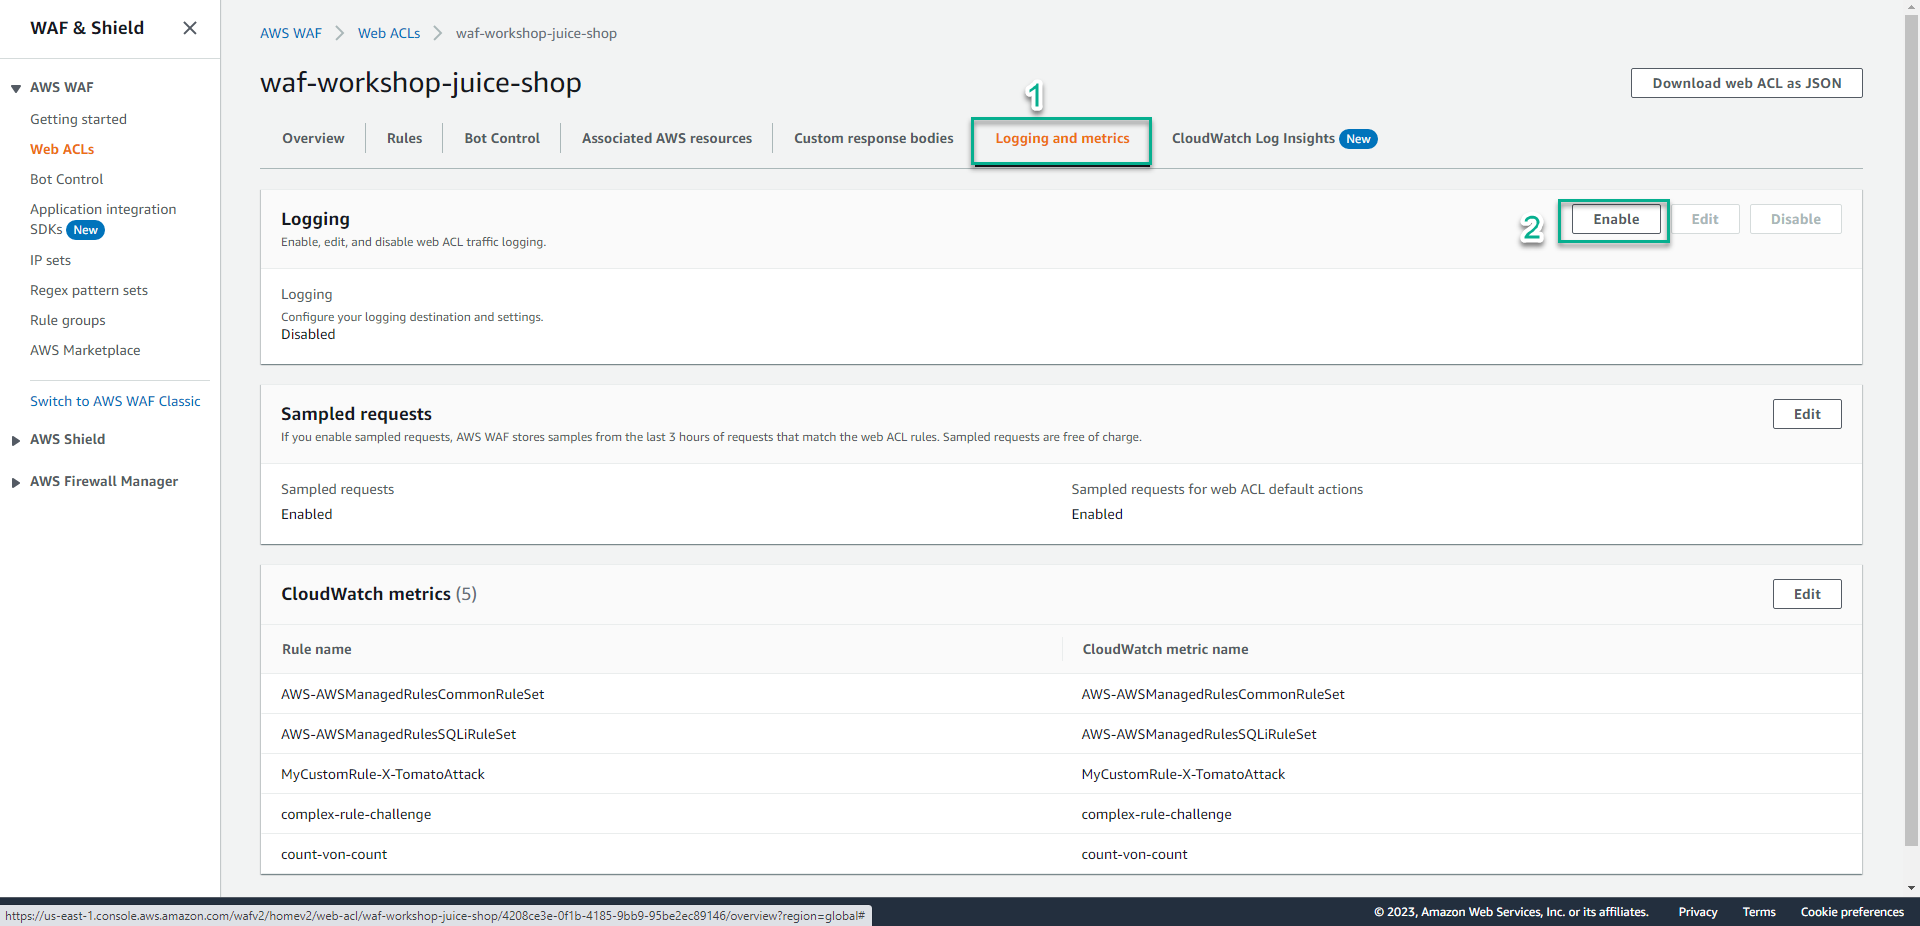 WAF & Shield
AWS WAF
Getting started
Web ACLs
Bot Control
Application integration
SDKs New
IP sets
Regex pattern sets
Rule groups
AWS Marketplace
Switch to AWS WAF Classic
AWS Shield
AWS Firewall Manager
AWS WAF > Web ACLs > waf-workshop-juice-shop
waf-workshop-juice-shop
Download web ACL as JSON
1
Overview Rules Bot Control Associated AWS resources Custom response bodies Logging and metrics CloudWatch Log Insights New
Logging
Enable, edit, and disable web ACL traffic logging.
2 Enable Edit Disable
Logging
Configure your logging destination and settings.
Disabled
Sampled requests
If you enable sampled requests, AWS WAF stores samples from the last 3 hours of requests that match the web ACL rules. Sampled requests are free of charge.
Edit
Sampled requests
Enabled
Sampled requests for web ACL default actions
Enabled
CloudWatch metrics (5)
Edit
Rule name CloudWatch metric name
AWS-AWSManagedRulesCommonRuleSet AWS-AWSManagedRulesCommonRuleSet
AWS-AWSManagedRulesSQLiRuleSet AWS-AWSManagedRulesSQLiRuleSet
MyCustomRule-X-TomatoAttack MyCustomRule-X-TomatoAttack
complex-rule-challenge complex-rule-challenge
count-von-count count-von-count
https://us-east-1.console.aws.amazon.com/wafv2/homev2/web-acl/waf-workshop-juice-shop/4208ce3e-0f1b-4185-9bb9-95be2ec89146/overview?region=global#
© 2023, Amazon Web Services, Inc. or its affiliates. Privacy Terms Cookie preferences